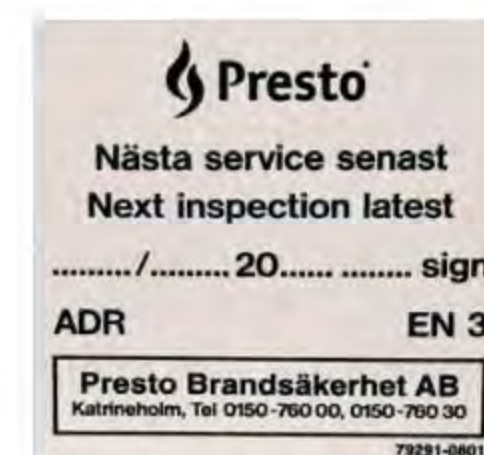 Presto
Nästa service senast
Next inspection latest
........./......... 20...... ........ sign
ADR EN 3
Presto Brandsäkerhet AB
Katrineholm, Tel 0150-760 00, 0150-760 30
79291-0801